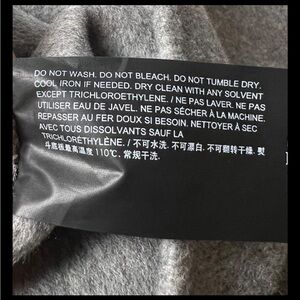 DO NOT WASH. DO NOT BLEACH. DO NOT TUMBLE DRY.
COOL IRON IF NEEDED. DRY CLEAN WITH ANY SOLVENT
EXCEPT TRICHLOROETHYLENE. / NE PAS LAVER. NE PAS
UTILISER EAU DE JAVEL. NE PAS SÉCHER À LA MACHINE.
REPASSER AU FER DOUX SI BESOIN. NETTOYER À SEC
AVEC TOUS DISSOLVANTS SAUF LA
TRICHLORÉTHYLÈNE. / 不可水洗. 不可漂白. 不可翻转干燥. 熨
斗底板最高温度 110℃. 常规干洗.